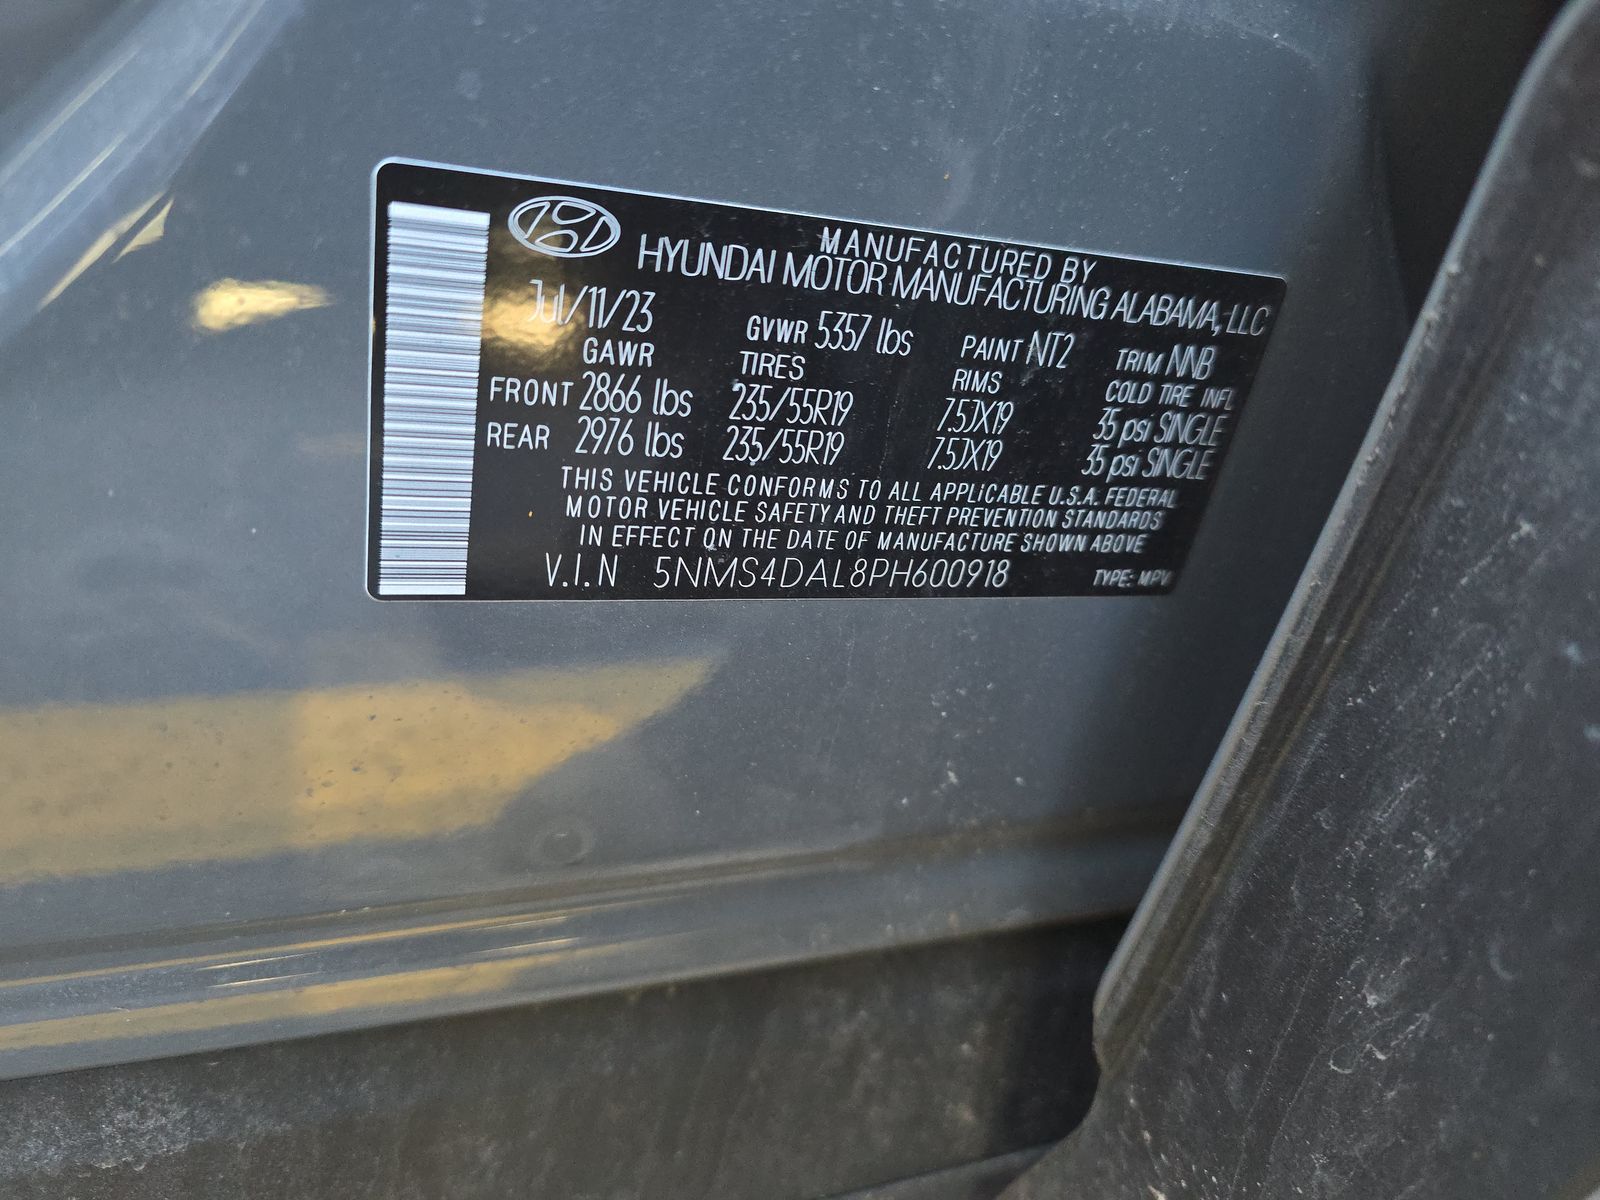 MANUFACTURED BY
HYUNDAI MOTOR MANUFACTURING ALABAMA, LLC
Jul/11/23 GVWR 5357 lbs PAINT NT2 TRIM NNB
GAWR TIRES RIMS COLD TIRE INFL
FRONT 2866 lbs 235/55R19 7.5JX19 35 psi SINGLE
REAR 2976 lbs 235/55R19 7.5JX19 35 psi SINGLE
THIS VEHICLE CONFORMS TO ALL APPLICABLE U.S.A. FEDERAL
MOTOR VEHICLE SAFETY AND THEFT PREVENTION STANDARDS
IN EFFECT ON THE DATE OF MANUFACTURE SHOWN ABOVE
V.I.N 5NMS4DAL8PH600918 TYPE: MPV